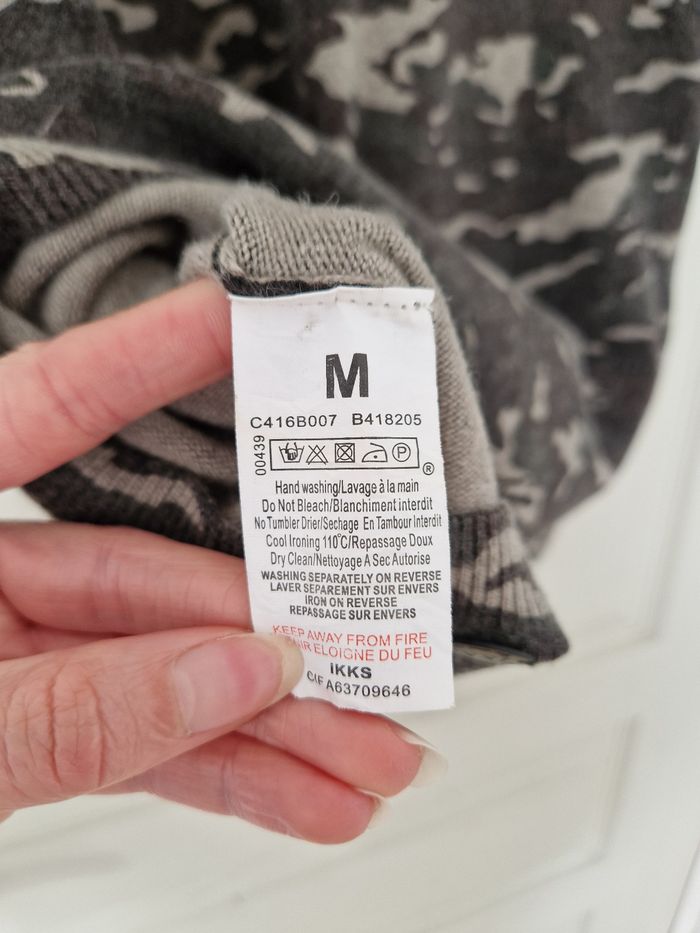 M
C416B007 B418205
00439
P
®
Hand washing/Lavage à la main
Do Not Bleach/Blanchiment interdit
No Tumbler Drier/Sechage En Tambour Interdit
Cool Ironing 110°C/Repassage Doux
Dry Clean/Nettoyage A Sec Autorise
WASHING SEPARATELY ON REVERSE
LAVER SEPAREMENT SUR ENVERS
IRON ON REVERSE
REPASSAGE SUR ENVERS
KEEP AWAY FROM FIRE
ELOIGNE DU FEU
IKKS
CIF A63709646